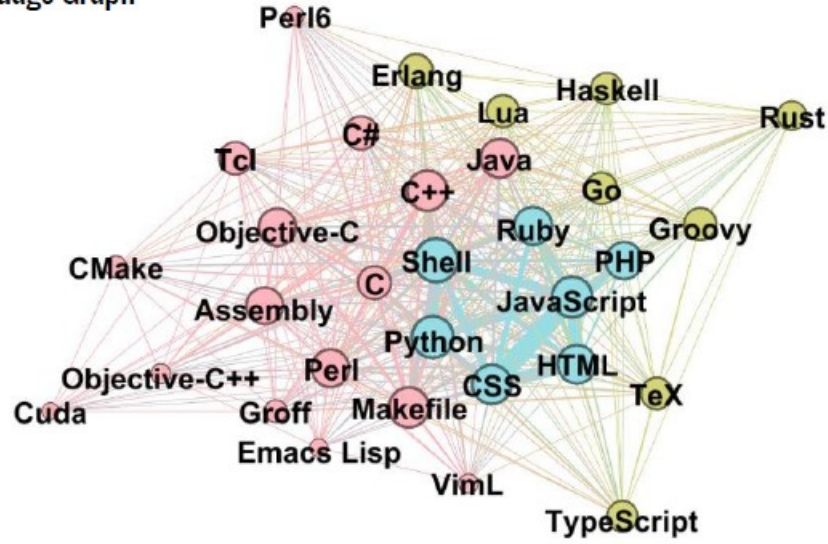 Graph
Perl6
Erlang
Haskell
Lua
Rust
C#
Tcl
Java
C++
Go
Objective-C
Ruby
Groovy
Shell
PHP
CMake
C
JavaScript
Assembly
Python
HTML
Perl
Objective-C++
CSS
TeX
Cuda
Groff
Makefile
Emacs Lisp
VimL
TypeScript